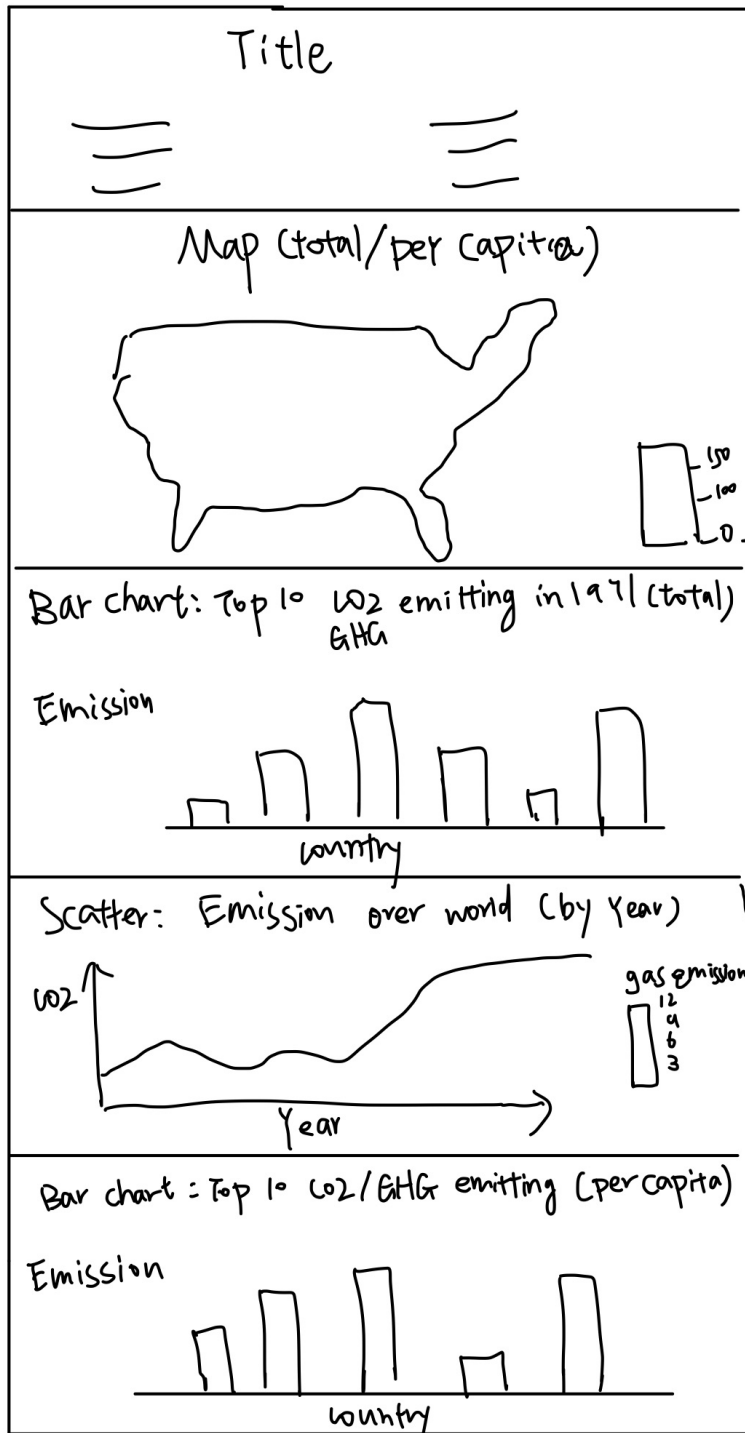 Title
Map (total/per capita)
150
100
0
Bar chart: Top 10 CO2 emitting in 1971 (total)
GHG
Emission
country
Scatter: Emission over world (by Year)
CO2
gas emission
12
9
6
3
Year
Bar chart: Top 10 CO2/GHG emitting (per capita)
Emission
country